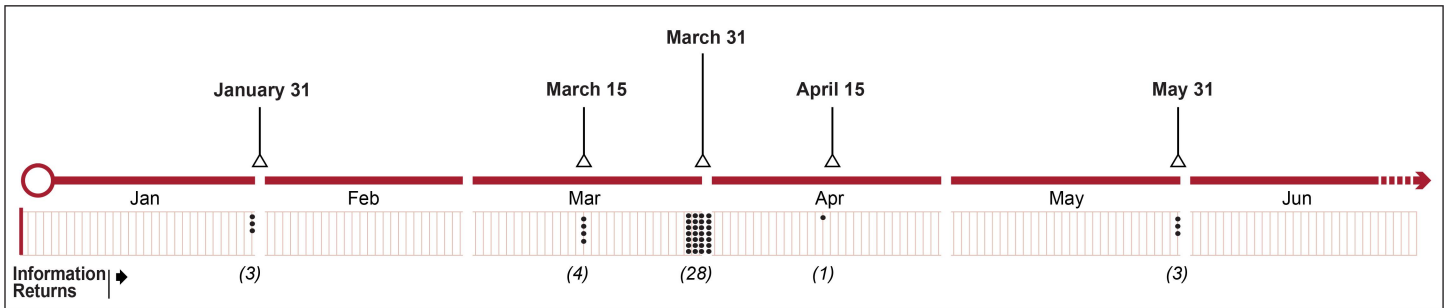 March 31
January 31
March 15
April 15
May 31
Jan
Feb
Mar
Apr
May
Jun
Information
Returns
(3)
(4)
(28)
(1)
(3)